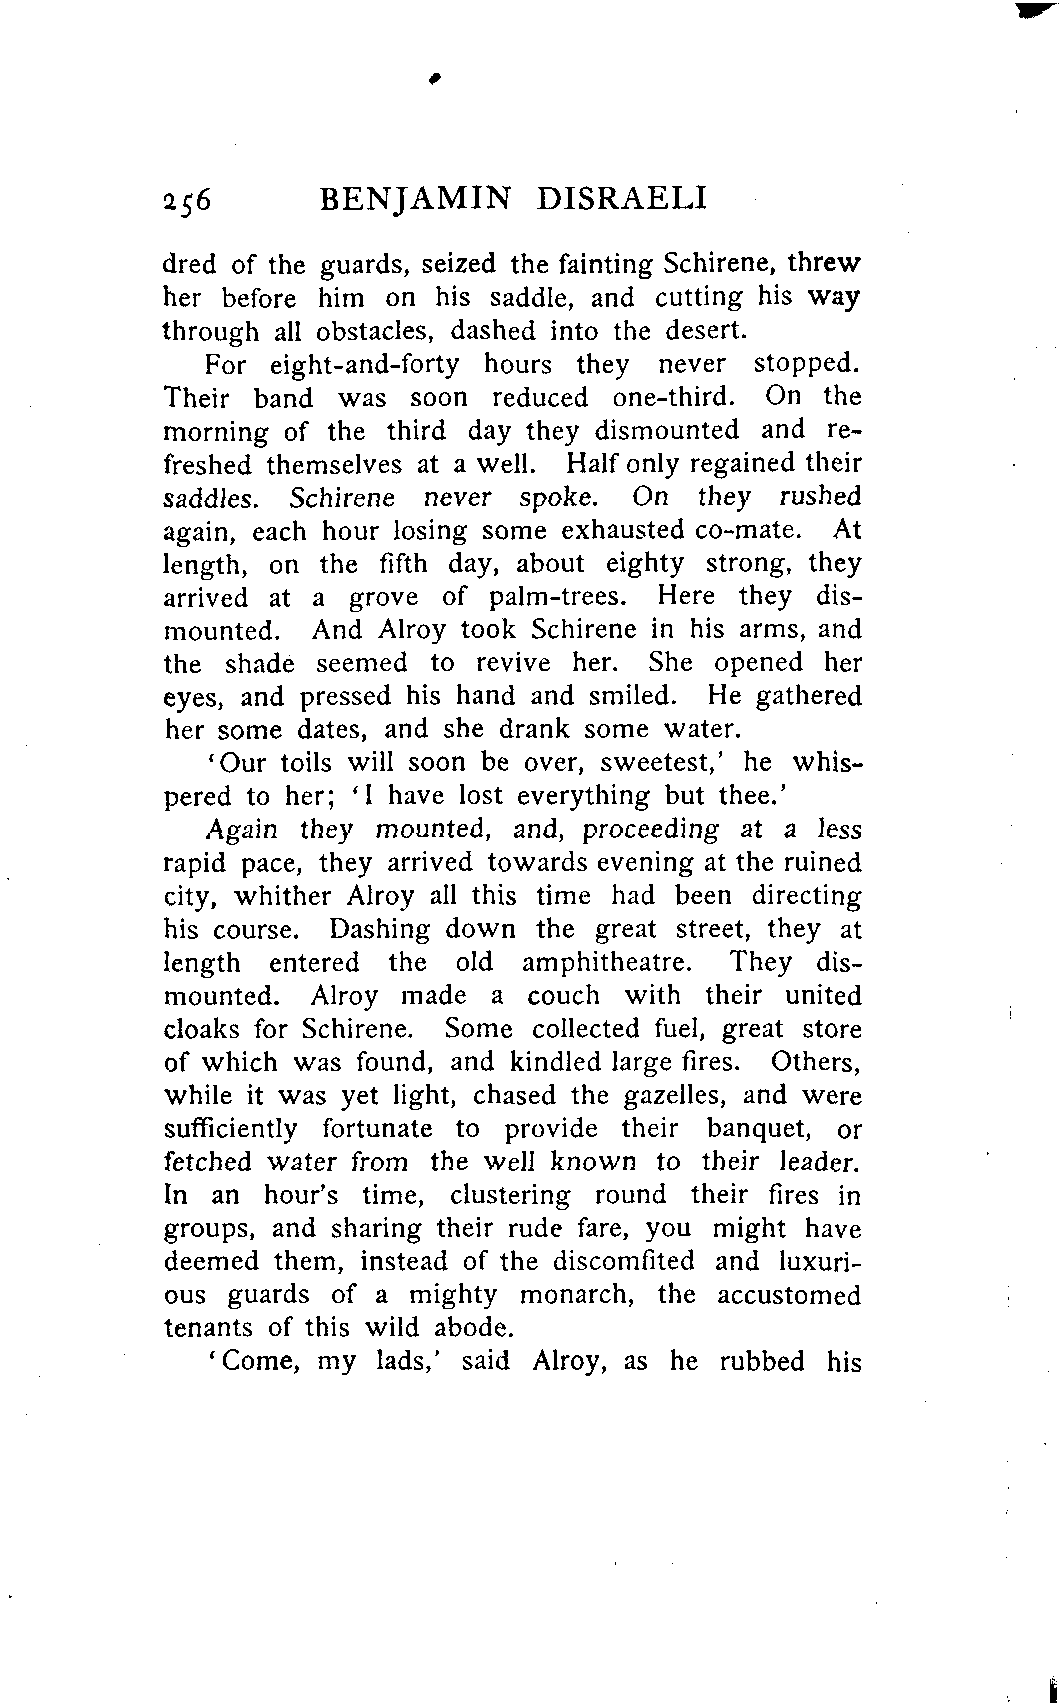 256 BENJAMIN DISRAELI
dred of the guards, seized the fainting Schirene, threw
her before him on his saddle, and cutting his way
through all obstacles, dashed into the desert.
For eight-and-forty hours they never stopped.
Their band was soon reduced one-third. On the
morning of the third day they dismounted and re-
freshed themselves at a well. Half only regained their
saddles. Schirene never spoke. On they rushed
again, each hour losing some exhausted co-mate. At
length, on the fifth day, about eighty strong, they
arrived at a grove of palm-trees. Here they dis-
mounted. And Alroy took Schirene in his arms, and
the shade seemed to revive her. She opened her
eyes, and pressed his hand and smiled. He gathered
her some dates, and she drank some water.
'Our toils will soon be over, sweetest,' he whis-
pered to her; 'I have lost everything but thee.'
Again they mounted, and, proceeding at a less
rapid pace, they arrived towards evening at the ruined
city, whither Alroy all this time had been directing
his course. Dashing down the great street, they at
length entered the old amphitheatre. They dis-
mounted. Alroy made a couch with their united
cloaks for Schirene. Some collected fuel, great store
of which was found, and kindled large fires. Others,
while it was yet light, chased the gazelles, and were
sufficiently fortunate to provide their banquet, or
fetched water from the well known to their leader.
In an hour's time, clustering round their fires in
groups, and sharing their rude fare, you might have
deemed them, instead of the discomfited and luxuri-
ous guards of a mighty monarch, the accustomed
tenants of this wild abode.
'Come, my lads,' said Alroy, as he rubbed his